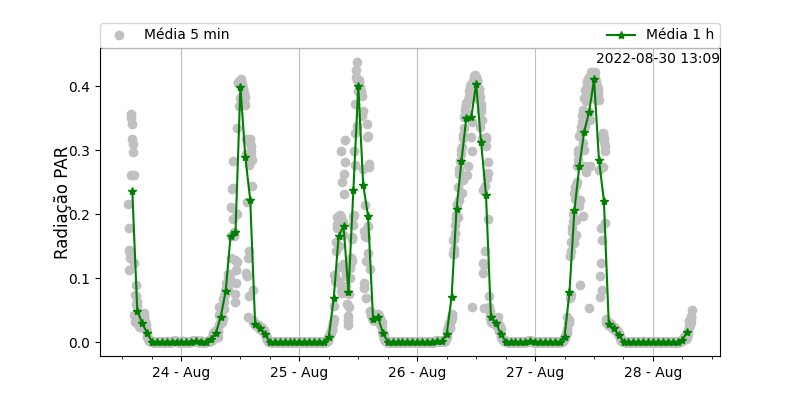 Média 5 min
Média 1 h
2022-08-30 13:09
Radiação PAR
0.4
0.3
0.2
0.1
0.0
24 - Aug
25 - Aug
26 - Aug
27 - Aug
28 - Aug